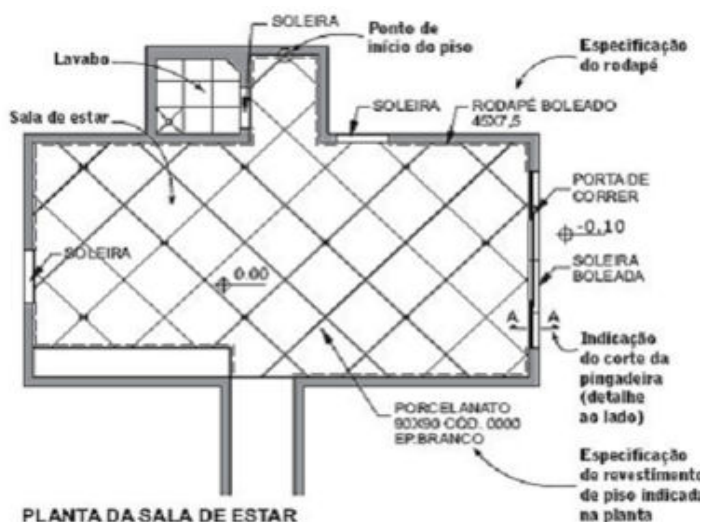 SOLEIRA
Ponto de
início do piso
Especificação
do rodapé
Lavabo
SOLEIRA
RODAPÉ BOLEADO
45X7,5
Sala de estar
PORTA DE
CORRER
-0.10
SOLEIRA
0.00
SOLEIRA
BOLEADA
A
A
Indicação
do corte da
pingadeira
(detalhe
ao lado)
PORCELANATO
90X90 CÓD. 0000
EP.BRANCO
Especificação
de revestimento
de piso indicada
na planta
PLANTA DA SALA DE ESTAR